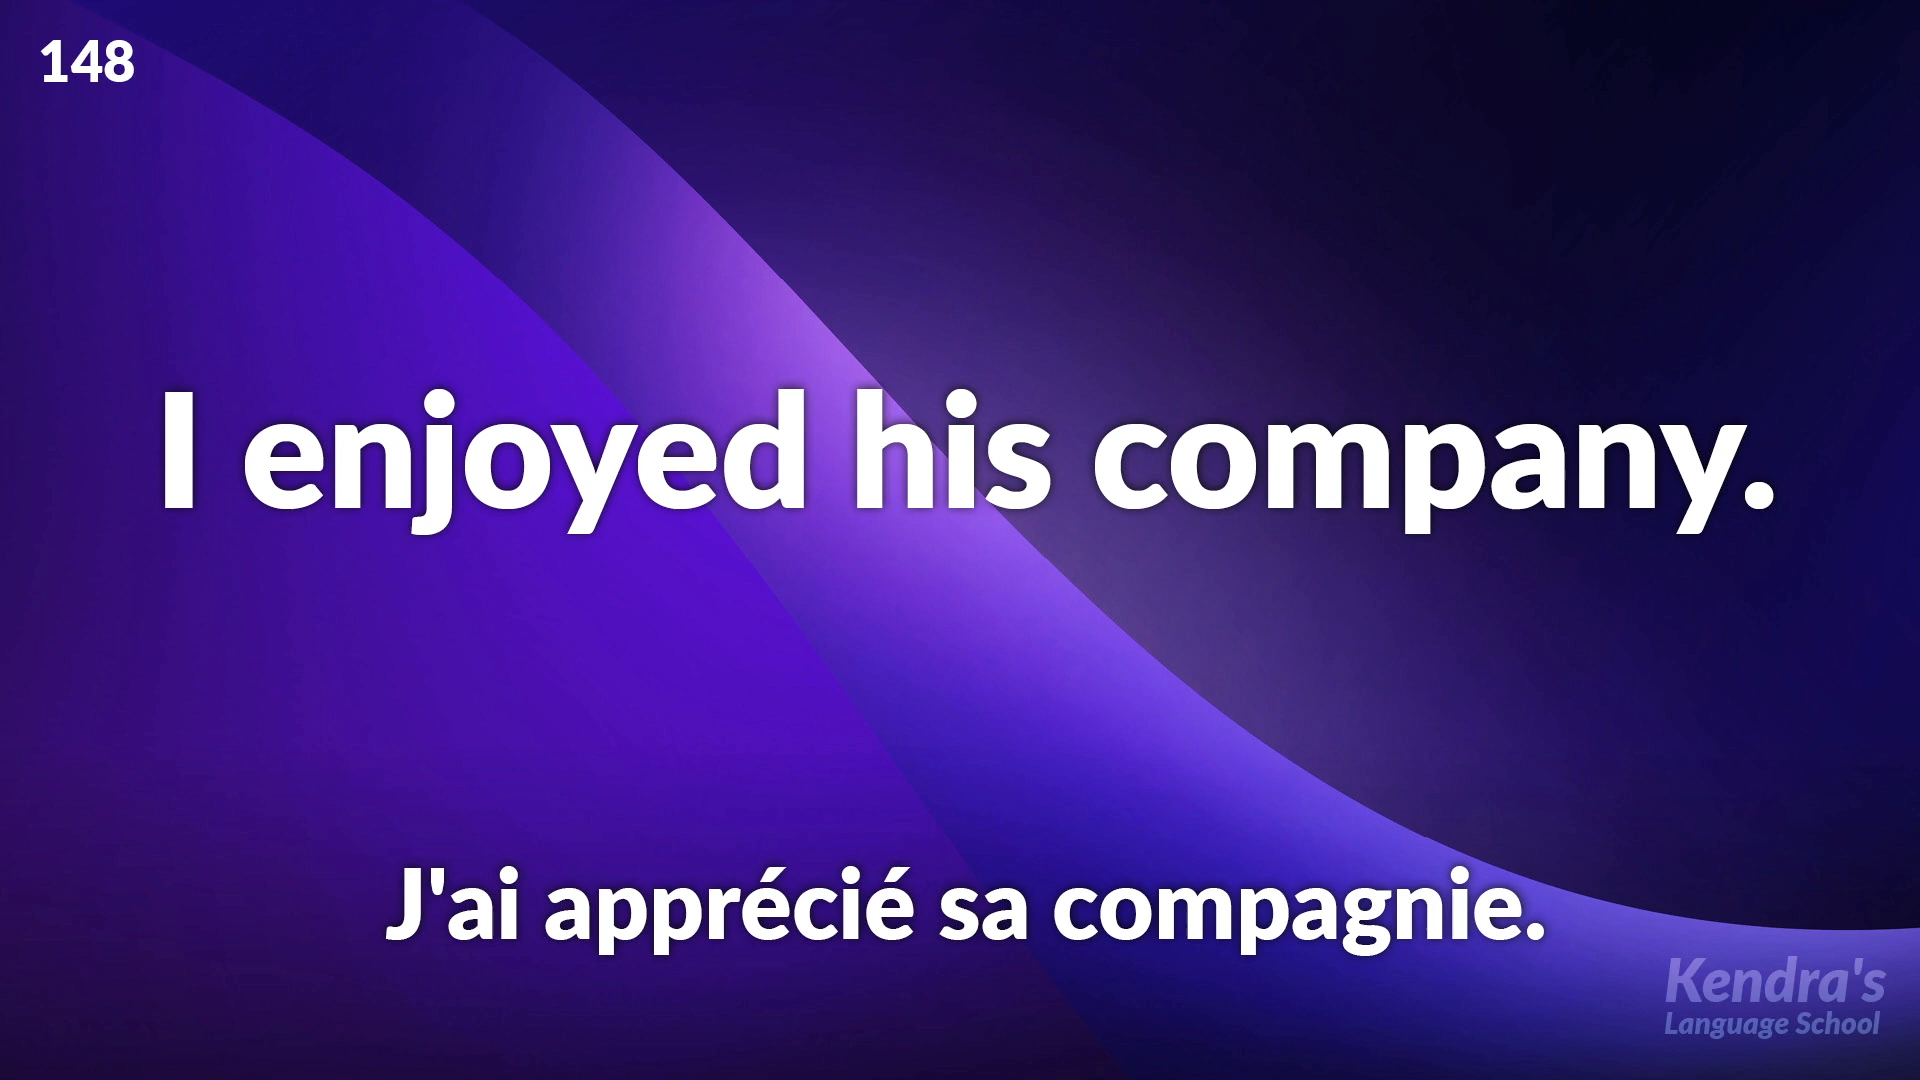 148
I enjoyed his company.
J'ai apprécié sa compagnie.
Kendra's
Language School